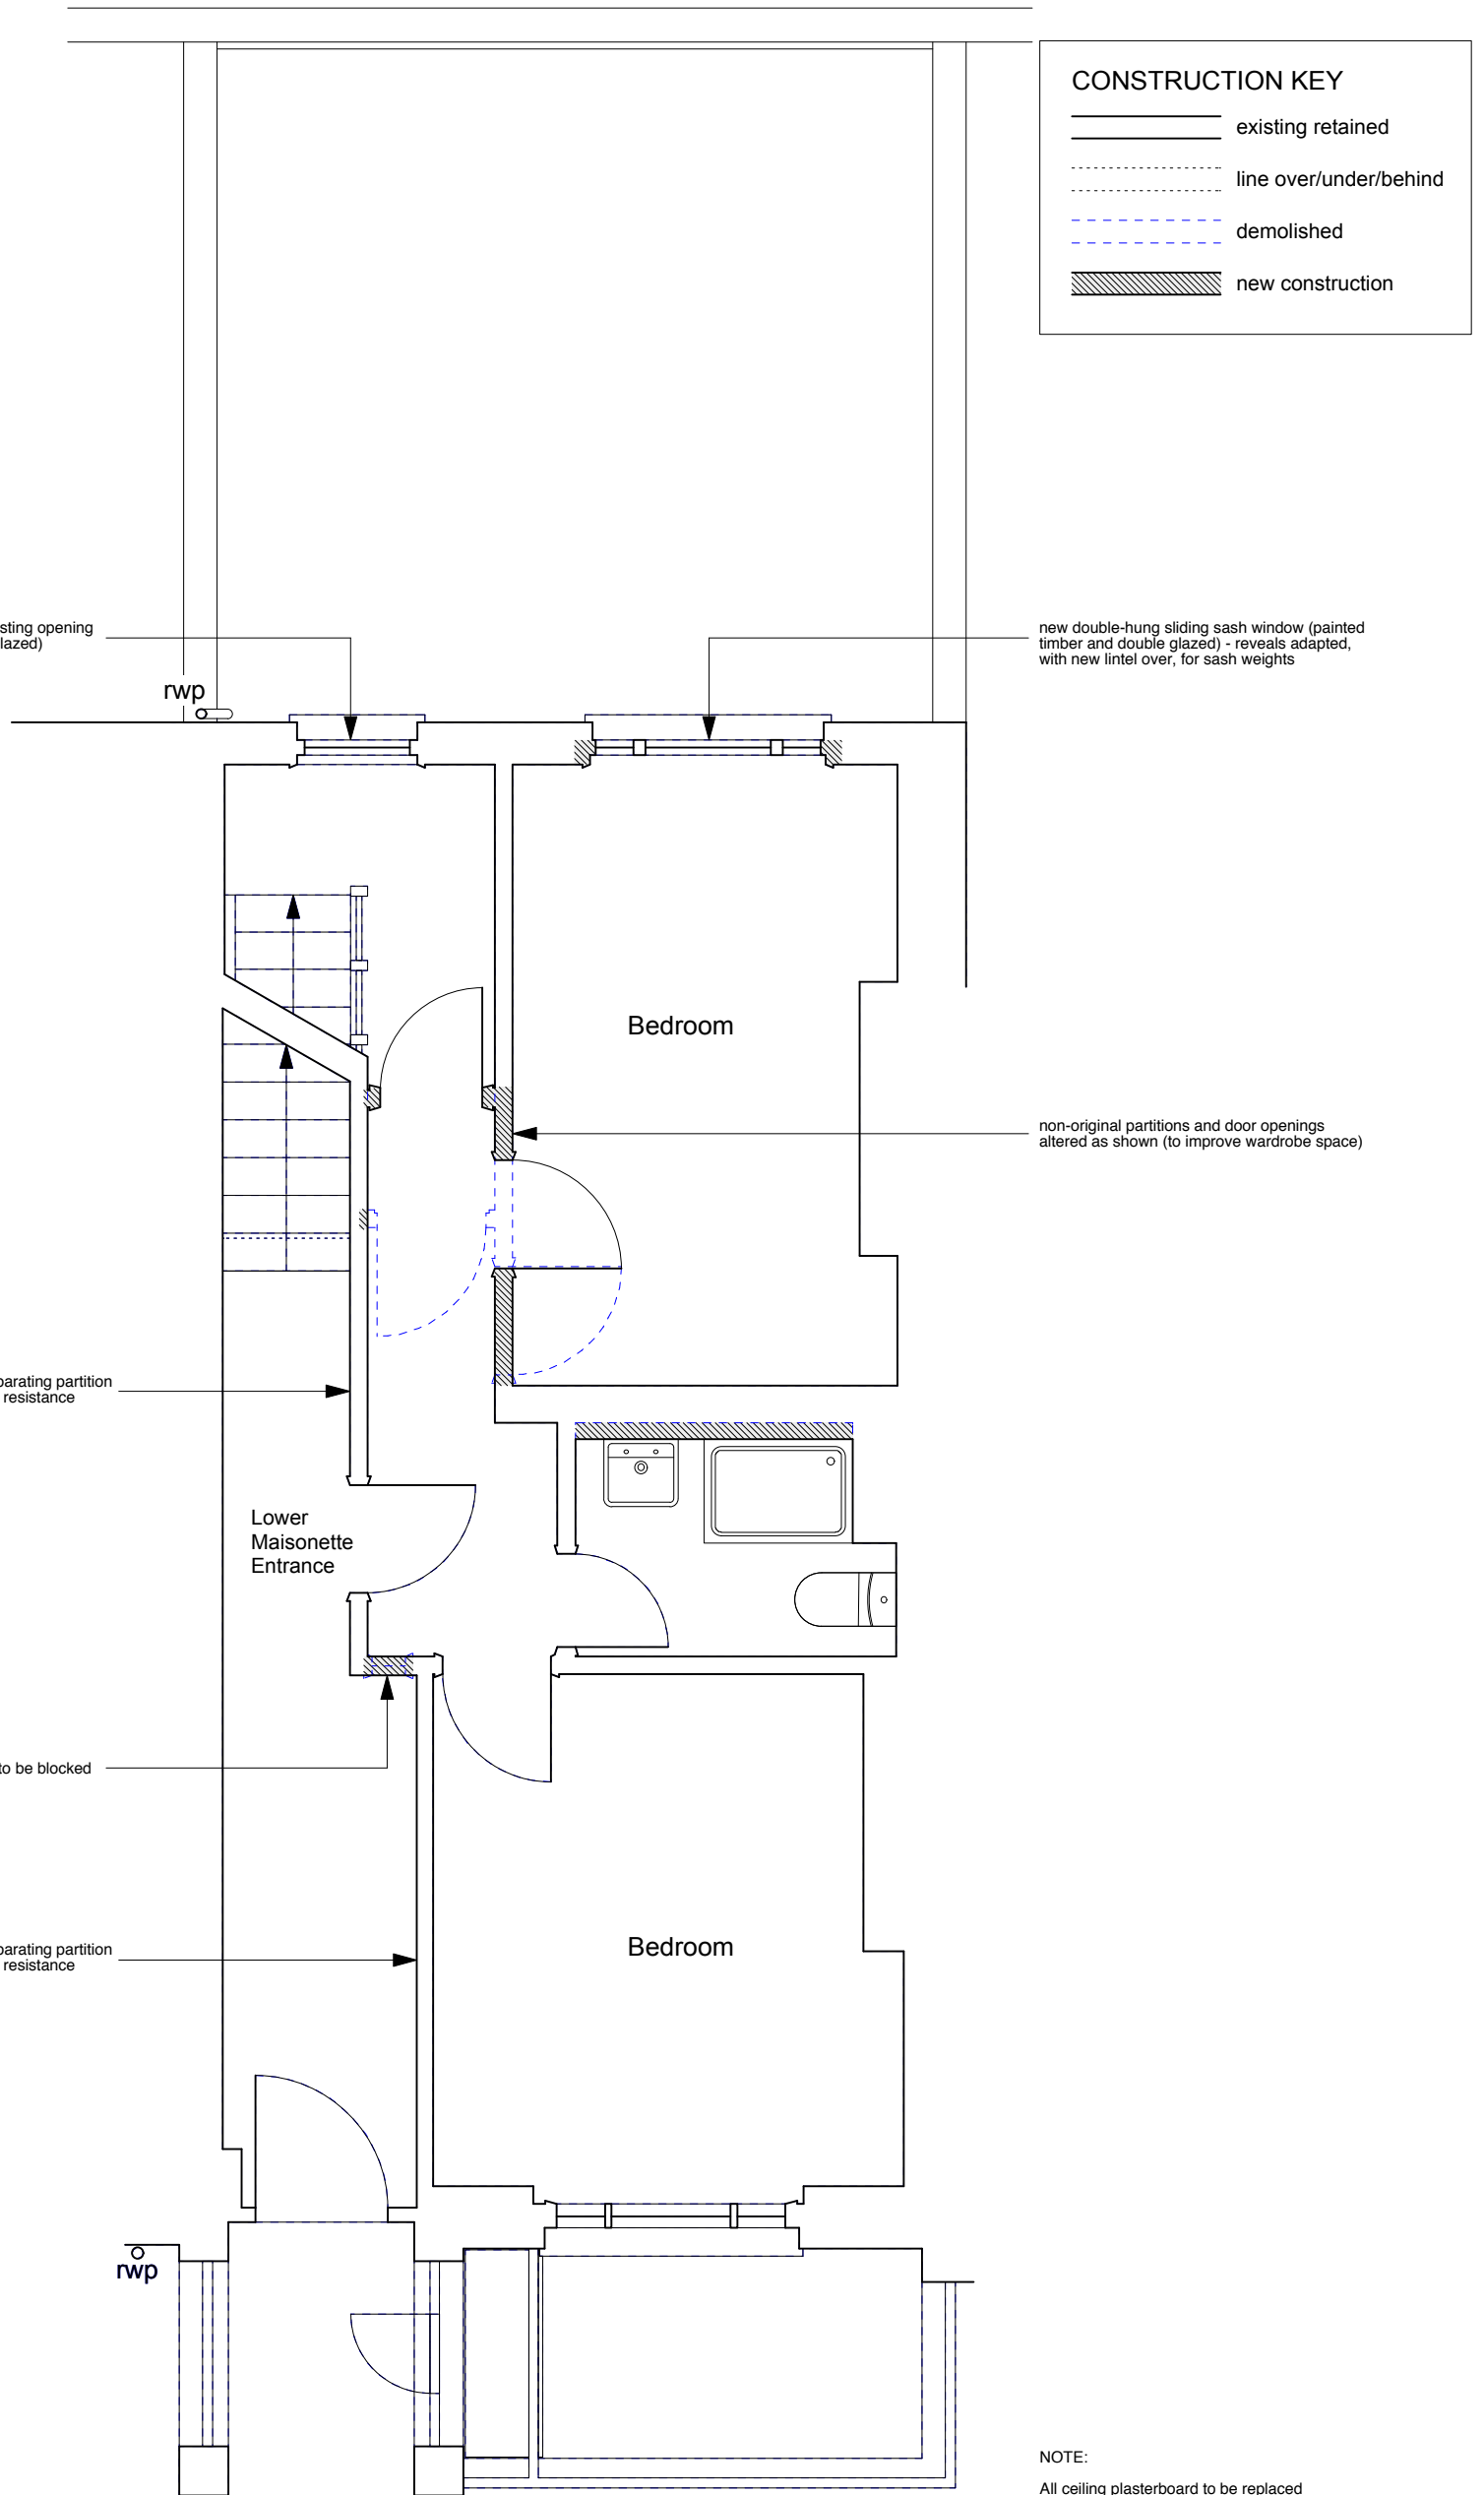 CONSTRUCTION KEY
existing retained
line over/under/behind
demolished
new construction
sting opening
lazed)
new double-hung sliding sash window (painted
timber and double glazed) - reveals adapted,
with new lintel over, for sash weights
rwp
Bedroom
non-original partitions and door openings
altered as shown (to improve wardrobe space)
parating partition
resistance
Lower
Maisonette
Entrance
to be blocked
Bedroom
parating partition
resistance
rwp
NOTE:
All ceiling plasterboard to be replaced